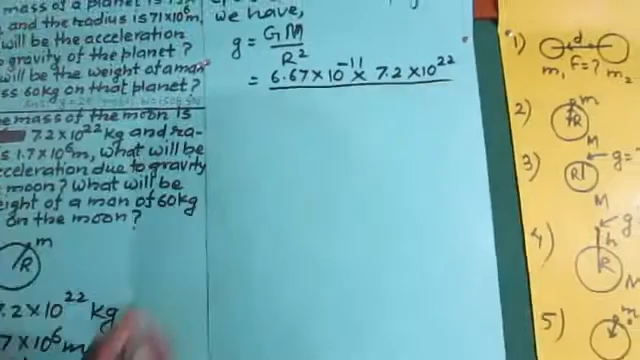 mass of a planet is
, and the radius is 71×10⁶m,
will be the acceleration
gravity of the planet?
will be the weight of a man
ss 60kg on that planet?
e mass of the moon is
7.2×10²² kg and ra-
s 1.7×10⁶m, what will be
cceleration due to gravity
moon? What will be
eight of a man of 60kg
on the moon?
m
R
7.2×10²² kg
7×10⁶m
we have,
g = GM
R²
= 6.67×10⁻¹¹ × 7.2×10²²
1)
d
m₁
F=?
m₂
2)
m
R
M
3)
g=?
R
M
4)
g
h
R
M
5)
m